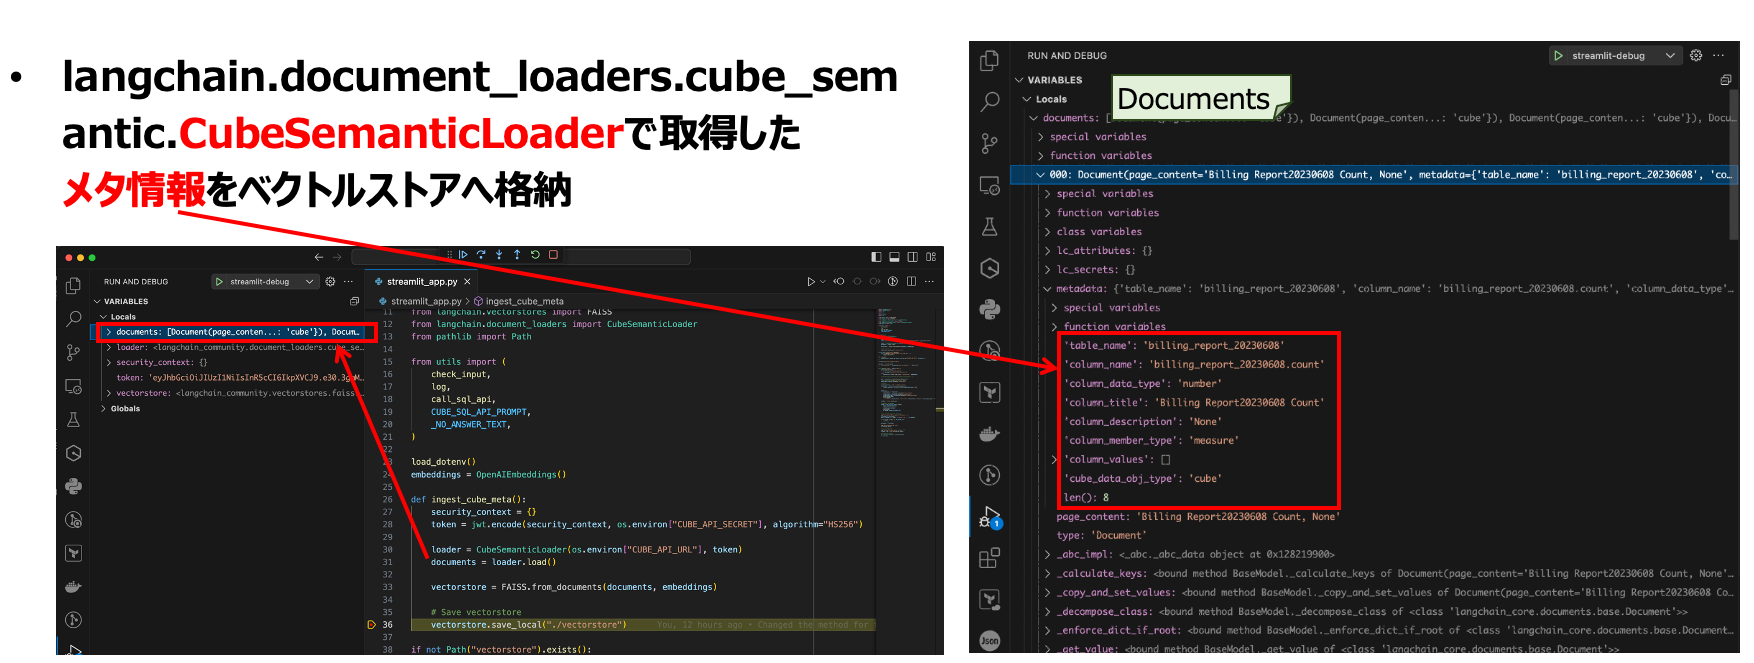 • langchain.document_loaders.cube_sem
antic.CubeSemanticLoaderで取得した
メタ情報をベクトルストアへ格納
RUN AND DEBUG
streamlit-debug
VARIABLES
Locals
documents: [Document(page_conten...: 'cube'}), Docum…
loader: <langchain_community.document_loaders.cube_se…
security_context: {}
token: 'eyJhbGciOiJIUzI1NiIsInR5cCI6IkpXVCJ9.e30.3g
vectorstore: <langchain_community.vectorstores.faiss
Globals
streamlit_app.py
streamlit_app.py > ingest_cube_meta
11 from langchain.vectorstores import FAISS
12 from langchain.document_loaders import CubeSemanticLoader
13 from pathlib import Path
14
15 from utils import (
16 check_input,
17 log,
18 call_sql_api,
19 CUBE_SQL_API_PROMPT,
20 _NO_ANSWER_TEXT,
21 )
22
23 load_dotenv()
24 embeddings = OpenAIEmbeddings()
25
26 def ingest_cube_meta():
27 security_context = {}
28 token = jwt.encode(security_context, os.environ["CUBE_API_SECRET"], algorithm="HS256")
29
30 loader = CubeSemanticLoader(os.environ["CUBE_API_URL"], token)
31 documents = loader.load()
32
33 vectorstore = FAISS.from_documents(documents, embeddings)
34
35 # Save vectorstore
36 vectorstore.save_local("./vectorstore") You, 12 hours ago • Changed the method for
37
38 if not Path("vectorstore").exists():
RUN AND DEBUG
streamlit-debug
VARIABLES
Locals
Documents
documents: [ 'cube'}), Document(page_conten...: 'cube'}), Document(page_conten...: 'cube'}), Docu…
special variables
function variables
000: Document(page_content='Billing Report20230608 Count, None', metadata={'table_name': 'billing_report_20230608', 'co…
special variables
function variables
class variables
lc_attributes: {}
lc_secrets: {}
metadata: {'table_name': 'billing_report_20230608', 'column_name': 'billing_report_20230608.count', 'column_data_type'…
special variables
function variables
'table_name': 'billing_report_20230608'
'column_name': 'billing_report_20230608.count'
'column_data_type': 'number'
'column_title': 'Billing Report20230608 Count'
'column_description': 'None'
'column_member_type': 'measure'
'column_values': []
'cube_data_obj_type': 'cube'
len(): 8
page_content: 'Billing Report20230608 Count, None'
type: 'Document'
_abc_impl: <_abc._abc_data object at 0x128219900>
_calculate_keys: <bound method BaseModel._calculate_keys of Document(page_content='Billing Report20230608 Count, None'…
_copy_and_set_values: <bound method BaseModel._copy_and_set_values of Document(page_content='Billing Report20230608 Co…
_decompose_class: <bound method BaseModel._decompose_class of <class 'langchain_core.documents.base.Document'>>
_enforce_dict_if_root: <bound method BaseModel._enforce_dict_if_root of <class 'langchain_core.documents.base.Document…
_get_value: <bound method BaseModel._get_value of <class 'langchain_core.documents.base.Document'>>
1
Json